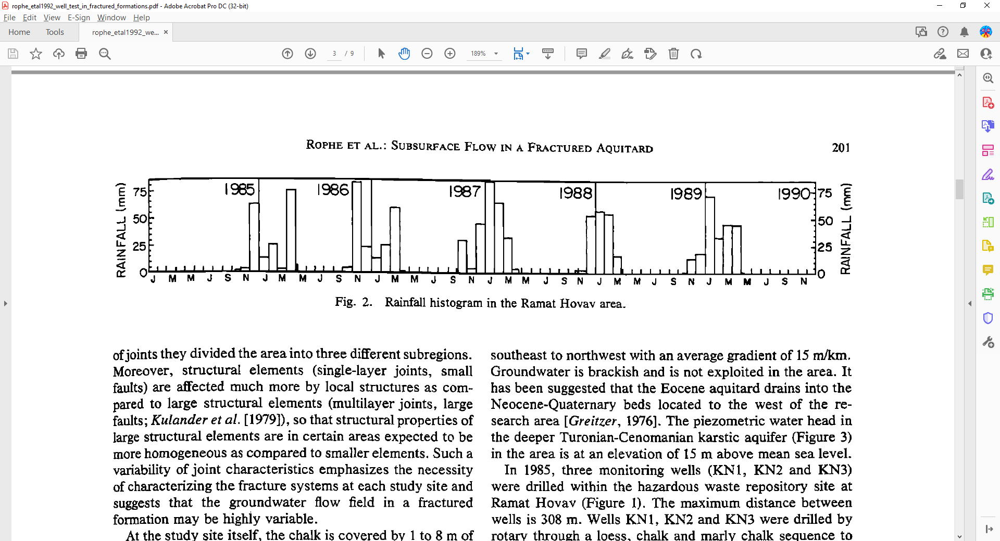 rophe_etal1992_well_test_in_fractured_formations.pdf - Adobe Acrobat Pro DC (32-bit)
File Edit View E-Sign Window Help
Home Tools rophe_etal1992_we... ×
3 / 9 189%
ROPHE ET AL.: SUBSURFACE FLOW IN A FRACTURED AQUITARD 201
RAINFALL (mm)
75
50
25
0
1985 1986 1987 1988 1989 1990
75
50
25
0
RAINFALL (mm)
J M M J S N J M M J S N J M M J S N J M M J S N J M M J S N J M M J S N
Fig. 2. Rainfall histogram in the Ramat Hovav area.
of joints they divided the area into three different subregions.
Moreover, structural elements (single-layer joints, small
faults) are affected much more by local structures as com-
pared to large structural elements (multilayer joints, large
faults; Kulander et al. [1979]), so that structural properties of
large structural elements are in certain areas expected to be
more homogeneous as compared to smaller elements. Such a
variability of joint characteristics emphasizes the necessity
of characterizing the fracture systems at each study site and
suggests that the groundwater flow field in a fractured
formation may be highly variable.
At the study site itself, the chalk is covered by 1 to 8 m of
southeast to northwest with an average gradient of 15 m/km.
Groundwater is brackish and is not exploited in the area. It
has been suggested that the Eocene aquitard drains into the
Neocene-Quaternary beds located to the west of the re-
search area [Greitzer, 1976]. The piezometric water head in
the deeper Turonian-Cenomanian karstic aquifer (Figure 3)
in the area is at an elevation of 15 m above mean sea level.
In 1985, three monitoring wells (KN1, KN2 and KN3)
were drilled within the hazardous waste repository site at
Ramat Hovav (Figure 1). The maximum distance between
wells is 308 m. Wells KN1, KN2 and KN3 were drilled by
rotary through a loess, chalk and marly chalk sequence to